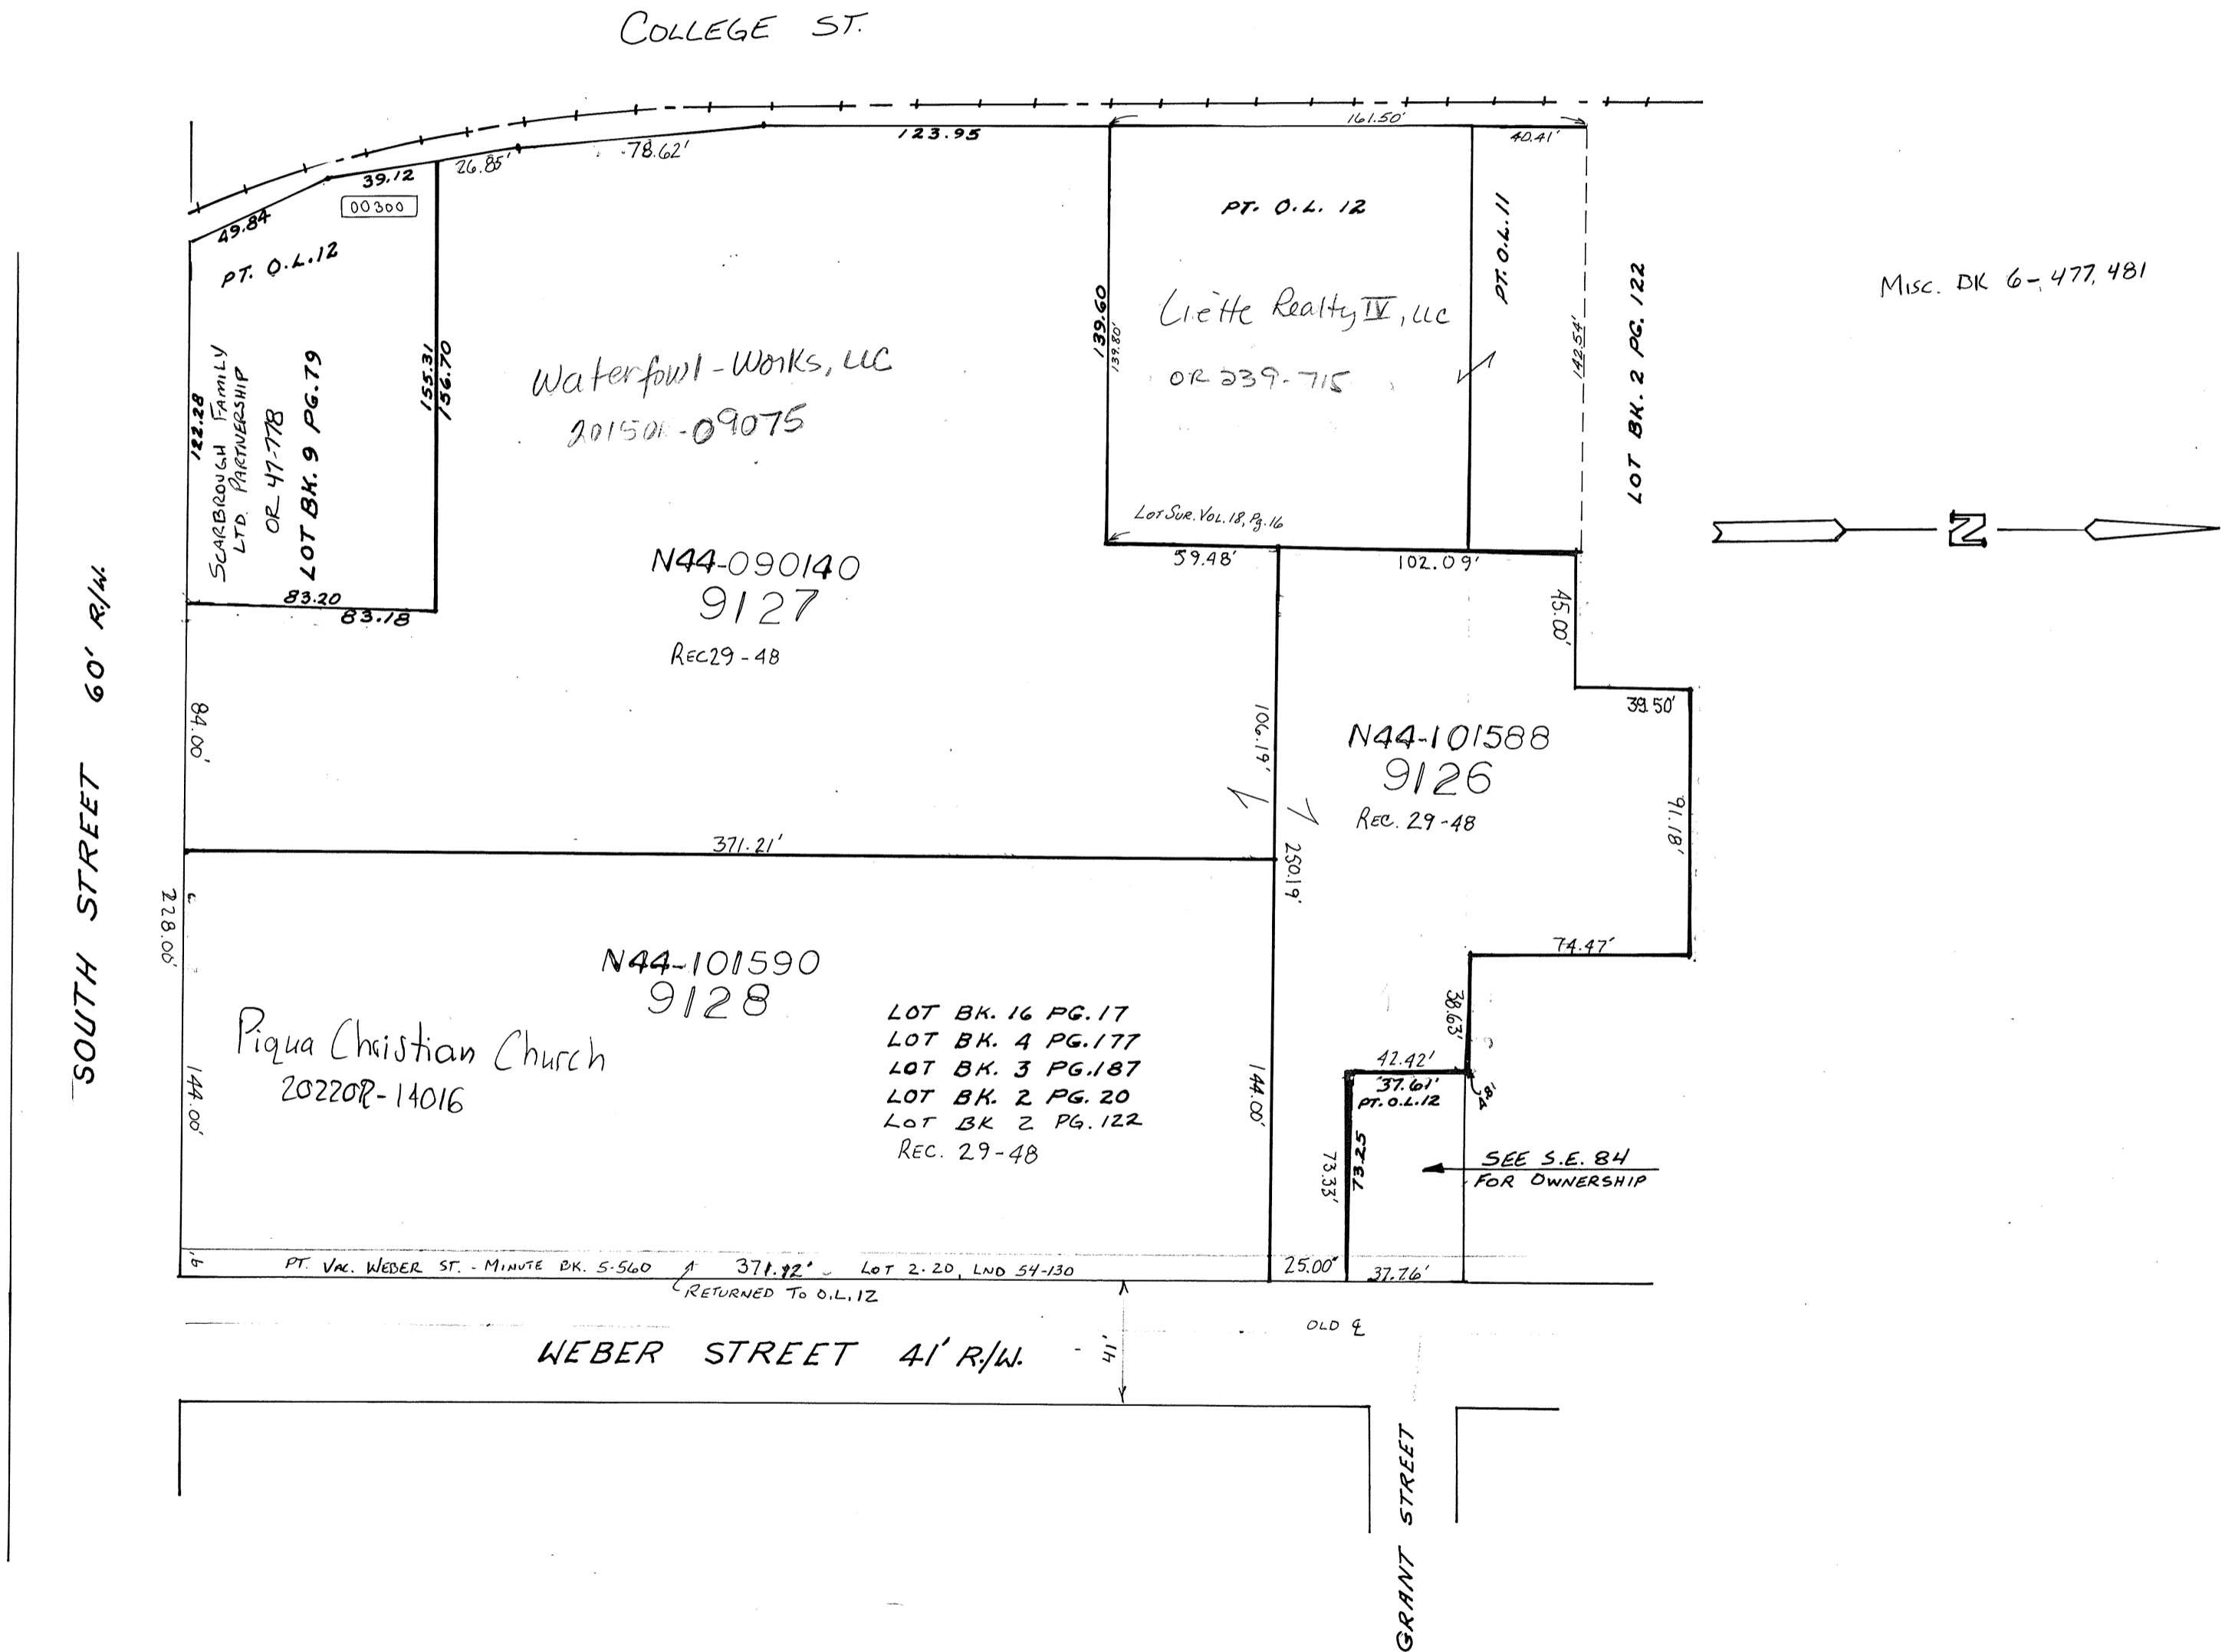 COLLEGE ST.
161.50'
123.95
40.41'
78.62'
26.85'
39.12
00300
49.84
PT. O.L. 12
PT. O.L. 12
PT. O.L. 11
LOT BK. 2 PG. 122
MISC. BK 6-477, 481
139.60
139.80'
142.54'
Liette Realty IV, LLC
OR 239-715
155.31
156.70
Waterfowl-Works, LLC
-09075
122.28
SCARBROUGH FAMILY
LTD. PARTNERSHIP
OR 47-778
LOT BK. 9 PG. 79
LOT SUR. VOL. 18, Pg. 16
N
59.48'
102.09'
N44-090140
9127
REC 29-48
83.20
83.18
45.00'
39.50'
SOUTH STREET 60' R/W.
84.00'
106.19'
N44-101588
9126
REC. 29-48
91.18'
371.21'
250.19'
228.00'
74.47'
N44-101590
9128
Piqua Christian Church
20220R-14016
LOT BK. 16 PG. 17
LOT BK. 4 PG. 177
LOT BK. 3 PG. 187
LOT BK. 2 PG. 20
LOT BK 2 PG. 122
REC. 29-48
38.63'
42.42'
37.61'
PT. O.L. 12
144.00'
144.00'
73.33'
73.25
SEE S.E. 84
FOR OWNERSHIP
PT. VAC. WEBER ST. - MINUTE BK. 5-560
371.12'
LOT 2-20, LND 54-130
25.00'
37.76'
RETURNED TO O.L. 12
OLD ℄
WEBER STREET 41' R/W.
41'
GRANT STREET